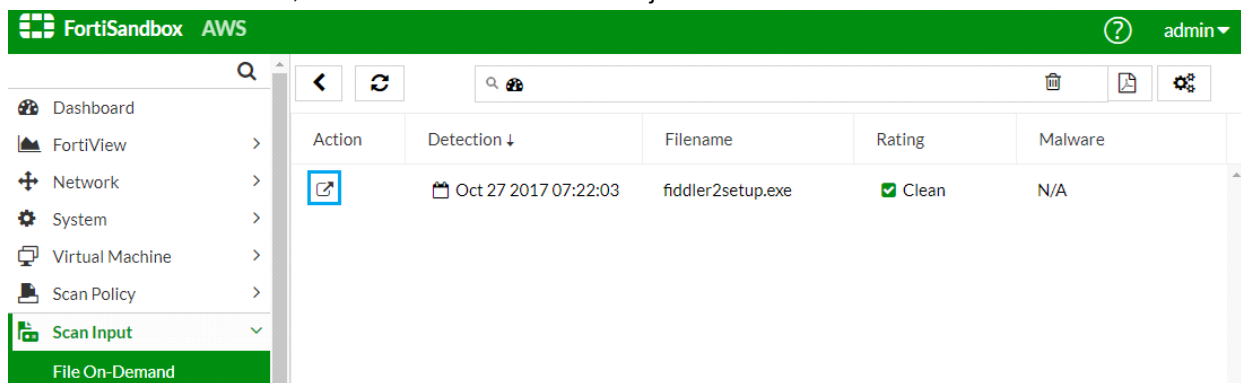 FortiSandbox AWS
admin
Dashboard
FortiView
Network
System
Virtual Machine
Scan Policy
Scan Input
File On-Demand
Action Detection Filename Rating Malware
Oct 27 2017 07:22:03 fiddler2setup.exe Clean N/A